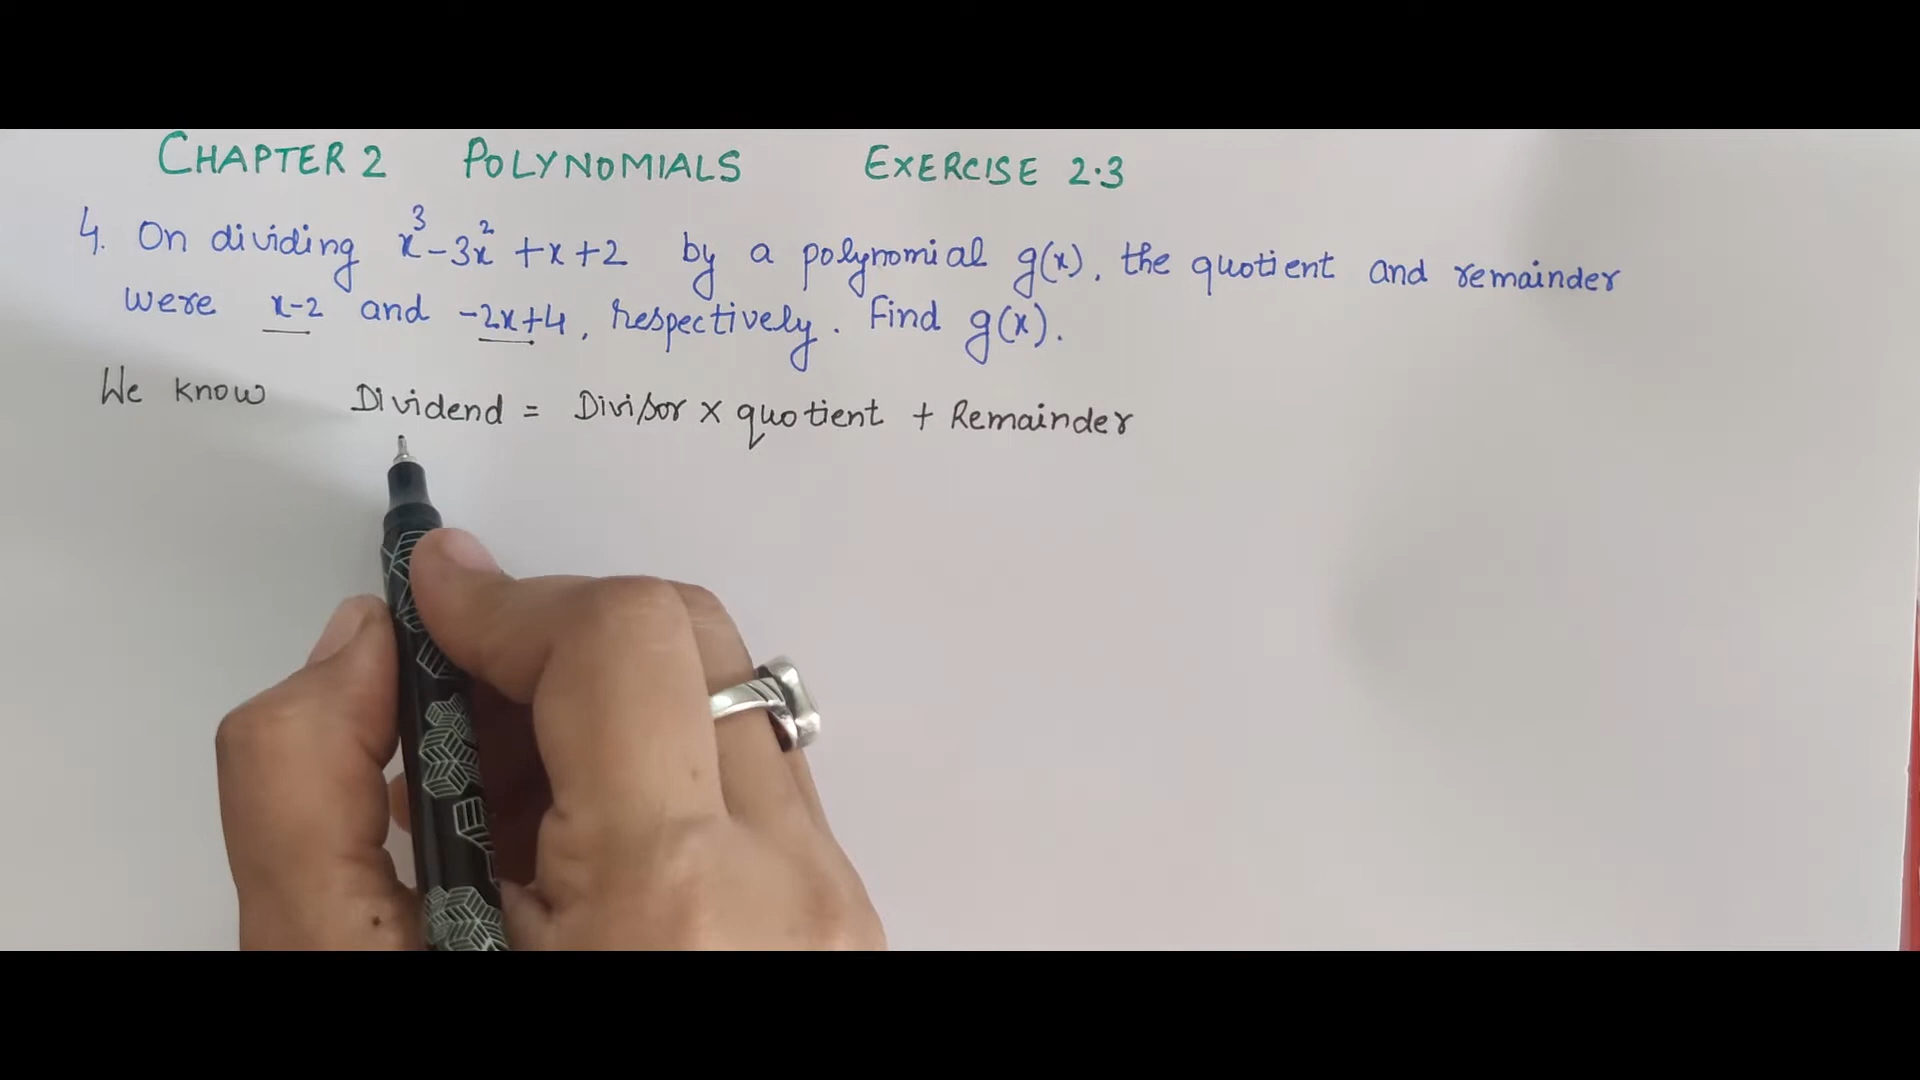 CHAPTER 2 POLYNOMIALS EXERCISE 2.3
4. On dividing x³-3x²+x+2 by a polynomial g(x), the quotient and remainder
were x-2 and -2x+4, respectively. Find g(x).
We know Dividend = Divisor × quotient + Remainder